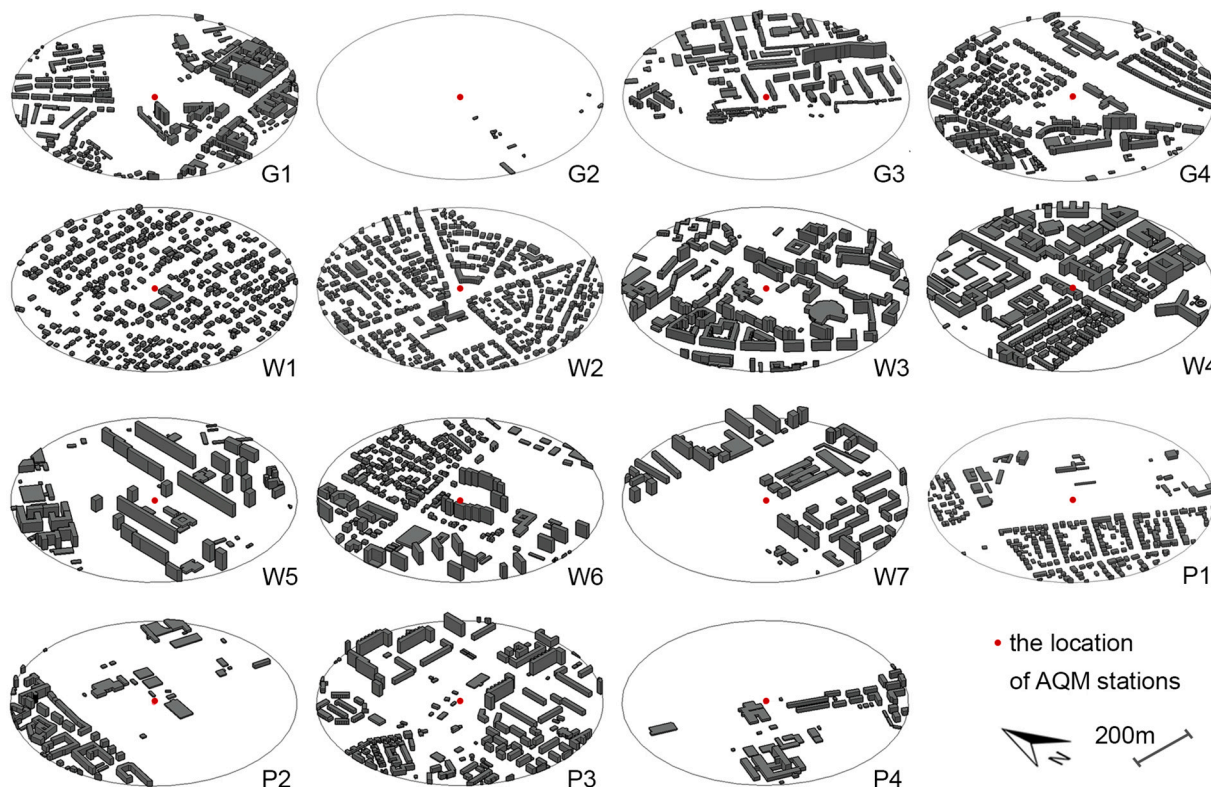 G1
G2
G3
G4
W1
W2
W3
W4
W5
W6
W7
P1
P2
P3
P4
the location
of AQM stations
N
200m